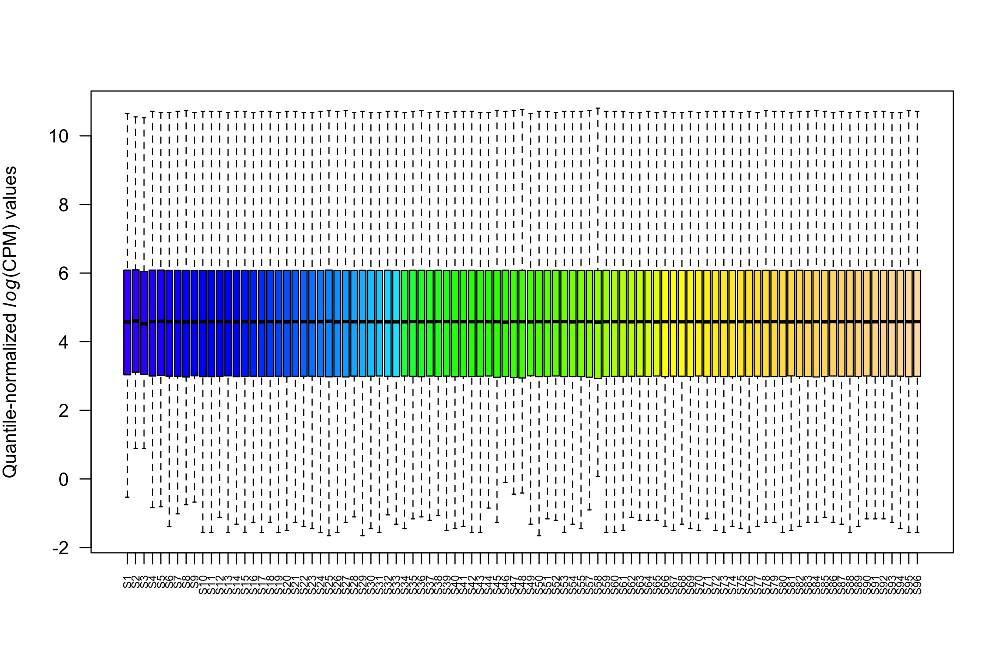 Quantile-normalized log(CPM) values
10
8
6
4
2
0
-2
S1
S2
S3
S4
S5
S6
S7
S8
S9
S10
S11
S12
S13
S14
S15
S16
S17
S18
S19
S20
S21
S22
S23
S24
S25
S26
S27
S28
S29
S30
S31
S32
S33
S34
S35
S36
S37
S38
S39
S40
S41
S42
S43
S44
S45
S46
S47
S48
S49
S50
S51
S52
S53
S54
S55
S57
S58
S59
S60
S61
S62
S63
S64
S65
S66
S67
S68
S69
S70
S71
S72
S73
S74
S75
S76
S77
S78
S79
S80
S81
S82
S83
S84
S85
S86
S87
S88
S89
S90
S91
S92
S93
S94
S95
S96